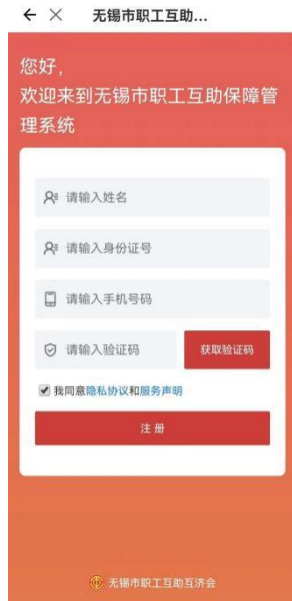 无锡市职工互助...
您好,
欢迎来到无锡市职工互助保障管
理系统
请输入姓名
请输入身份证号
请输入手机号码
请输入验证码 获取验证码
我同意隐私协议和服务声明
注册
无锡市职工互助互济会